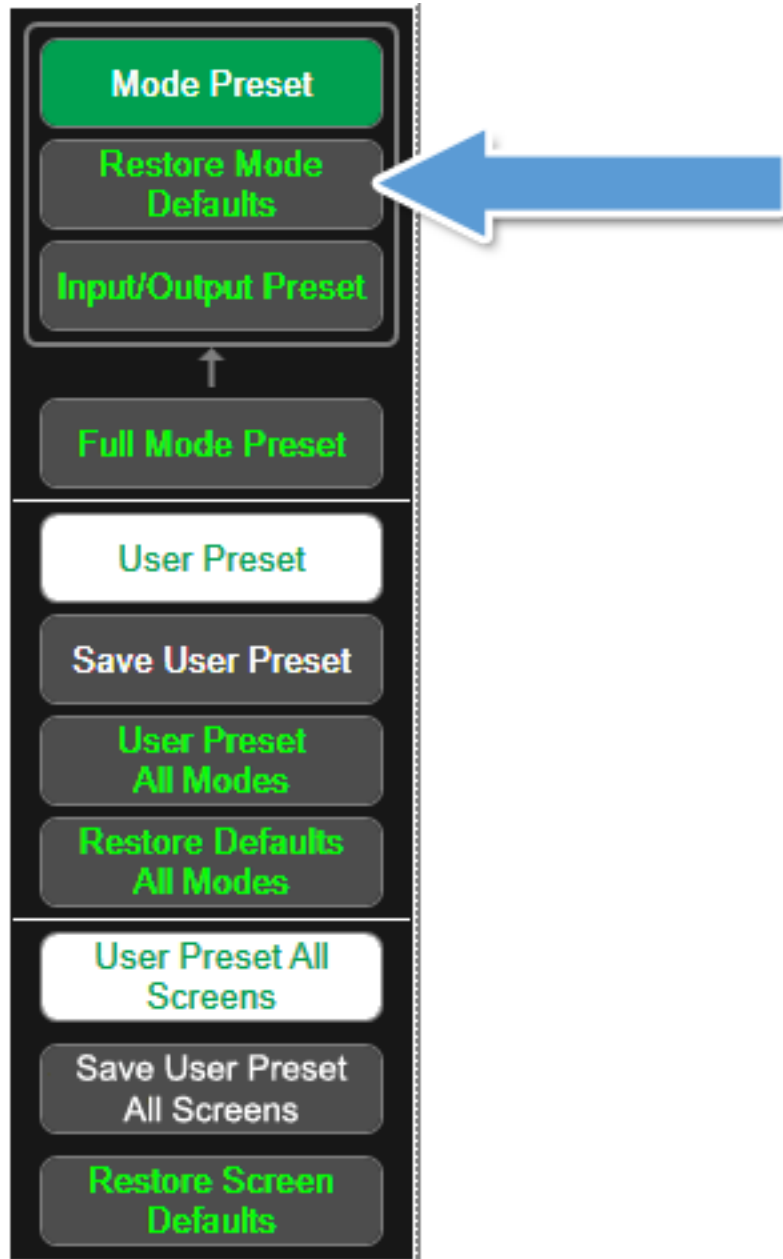 Mode Preset
Restore Mode
Defaults
Input/Output Preset
Full Mode Preset
User Preset
Save User Preset
User Preset
All Modes
Restore Defaults
All Modes
User Preset All
Screens
Save User Preset
All Screens
Restore Screen
Defaults